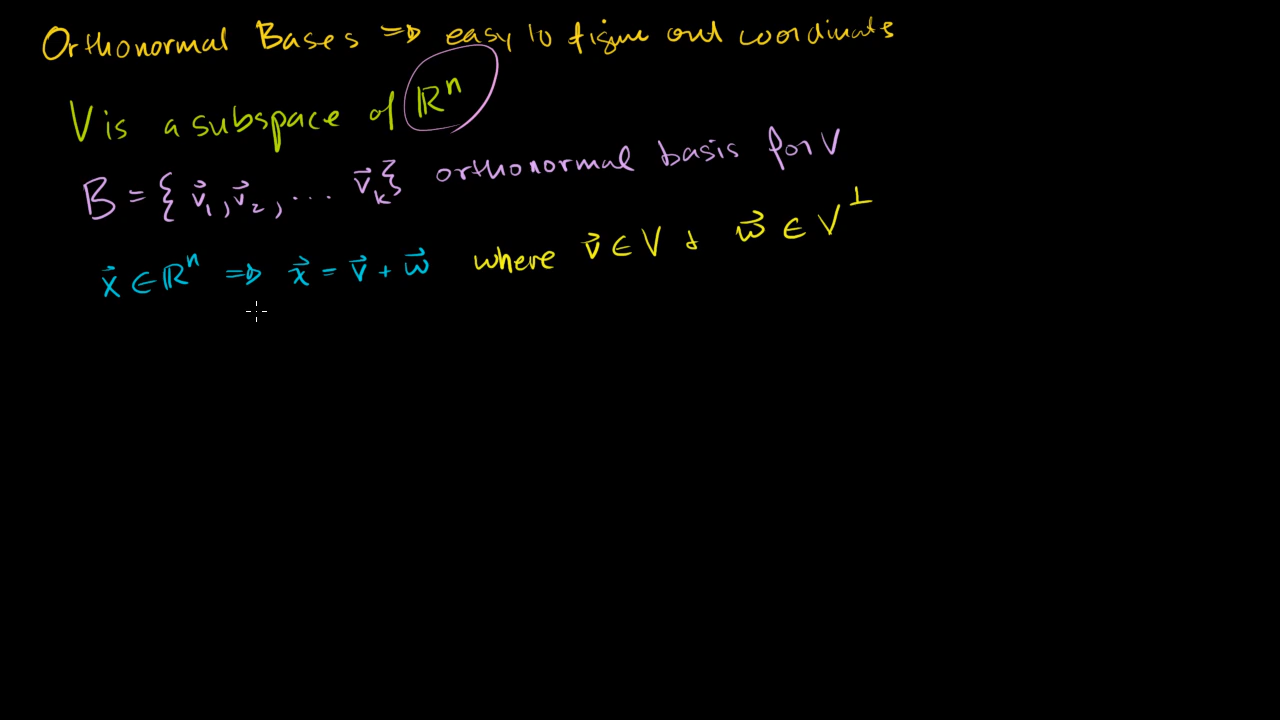 Orthonormal Bases ⇒ easy to figure out coordinates
V is a subspace of ℝⁿ
B = { v⃗₁, v⃗₂, ... v⃗ₖ} orthonormal basis for V
x⃗ ∈ ℝⁿ ⇒ x⃗ = v⃗ + w⃗ where v⃗ ∈ V & w⃗ ∈ V^⊥